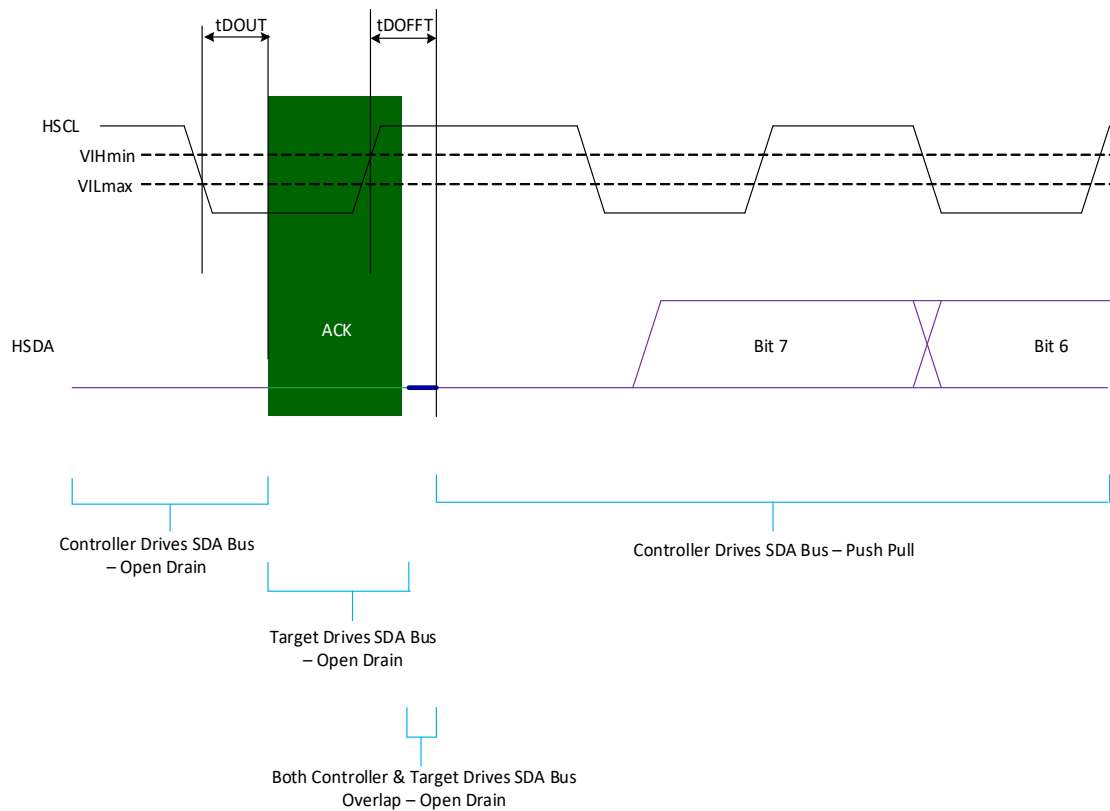 tDOUT
tDOFFT
HSCL
VIHmin
VILmax
ACK
HSDA
Bit 7
Bit 6
Controller Drives SDA Bus
– Open Drain
Controller Drives SDA Bus – Push Pull
Target Drives SDA Bus
– Open Drain
Both Controller & Target Drives SDA Bus
Overlap – Open Drain